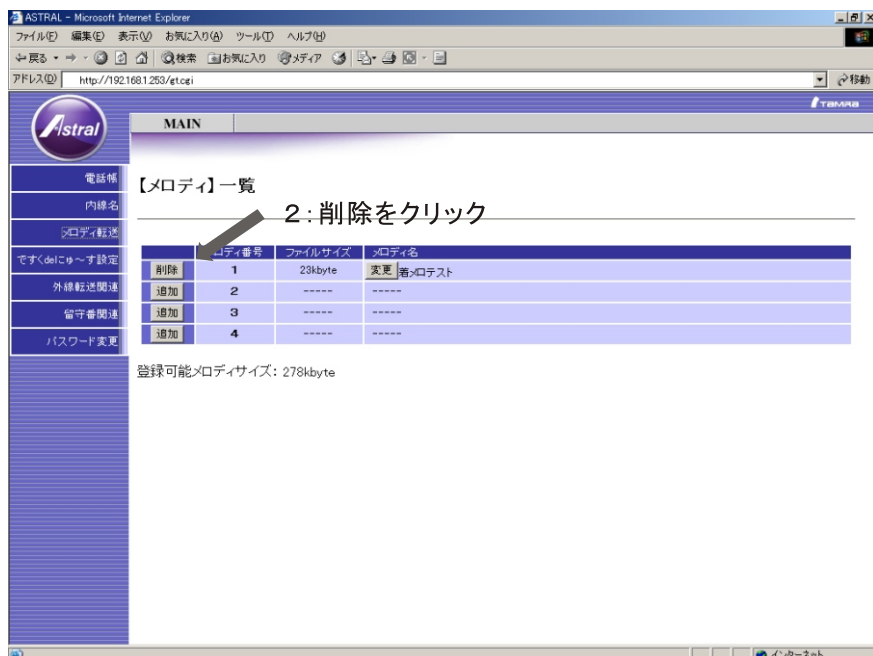 ASTRAL - Microsoft Internet Explorer
ファイル(F) 編集(E) 表示(V) お気に入り(A) ツール(T) ヘルプ(H)
戻る 検索 お気に入り メディア
アドレス(D) http://192.168.1.253/gt.cgi 移動
TAMRA
Astral
MAIN
電話帳
内線名
メロディ転送
ですくdelにゅ～す設定
外線転送関連
留守番関連
パスワード変更
【メロディ】一覧
2:削除をクリック
メロディ番号 ファイルサイズ メロディ名
削除 1 23kbyte 変更 着メロテスト
追加 2 ----- -----
追加 3 ----- -----
追加 4 ----- -----
登録可能メロディサイズ: 278kbyte
インターネット